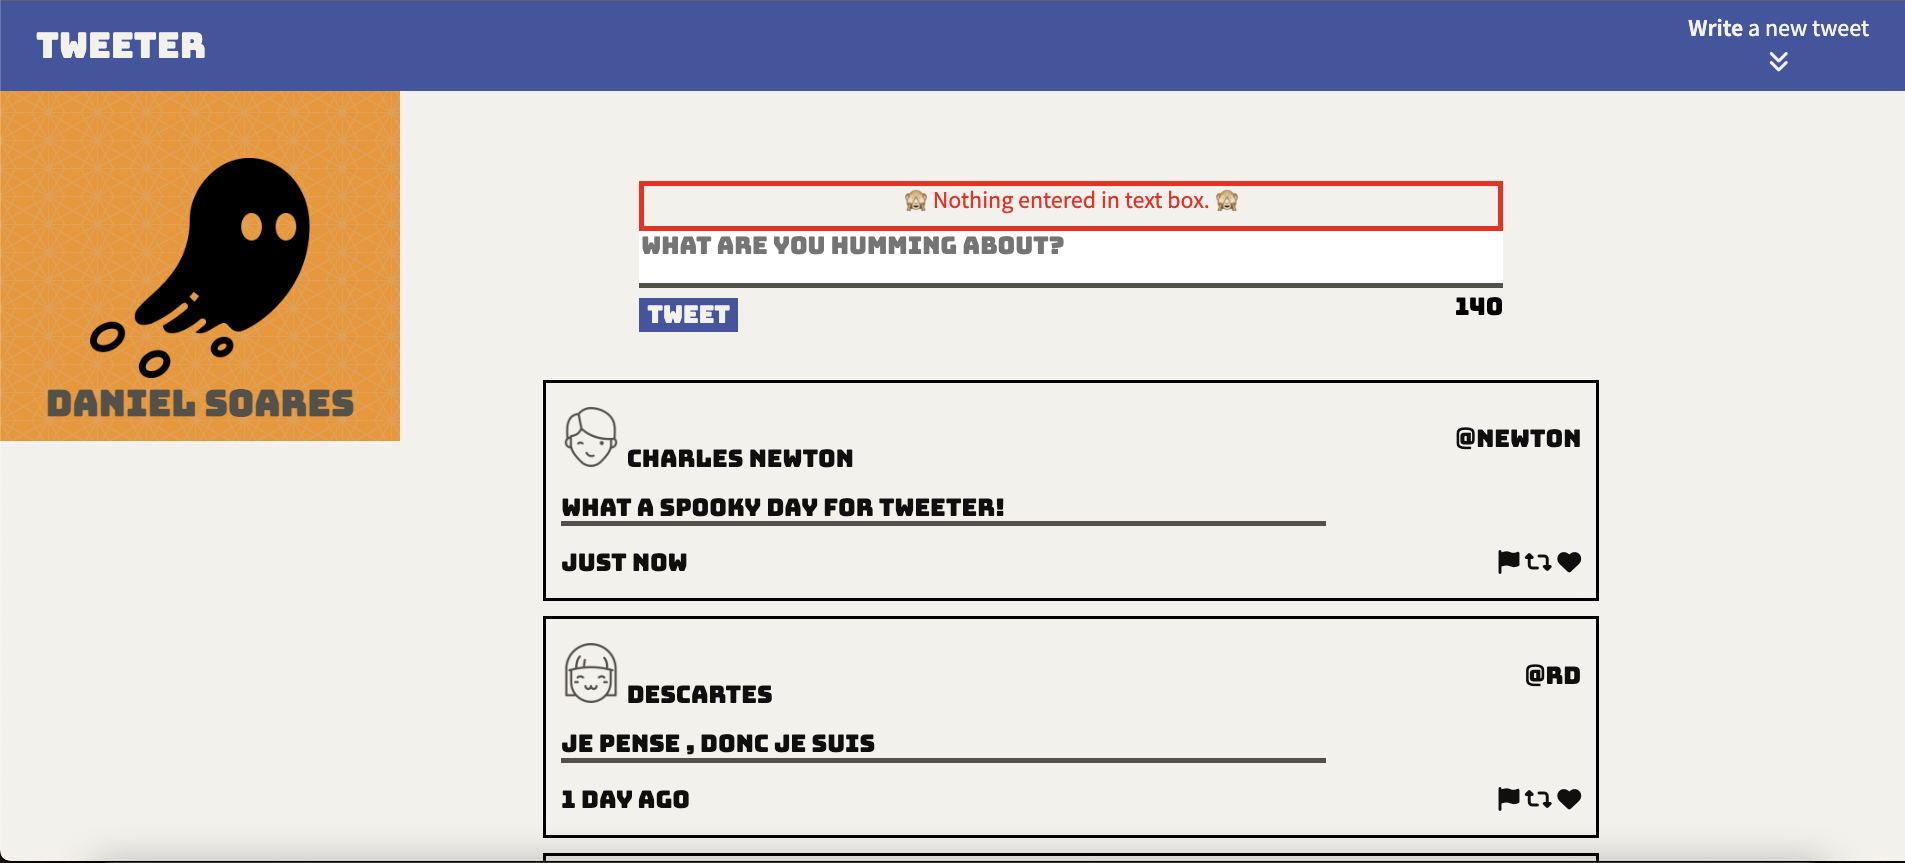 TWEETER
Write a new tweet
DANIEL SOARES
🙈 Nothing entered in text box. 🙈
WHAT ARE YOU HUMMING ABOUT?
TWEET
140
CHARLES NEWTON
@NEWTON
WHAT A SPOOKY DAY FOR TWEETER!
JUST NOW
DESCARTES
@RD
JE PENSE , DONC JE SUIS
1 DAY AGO